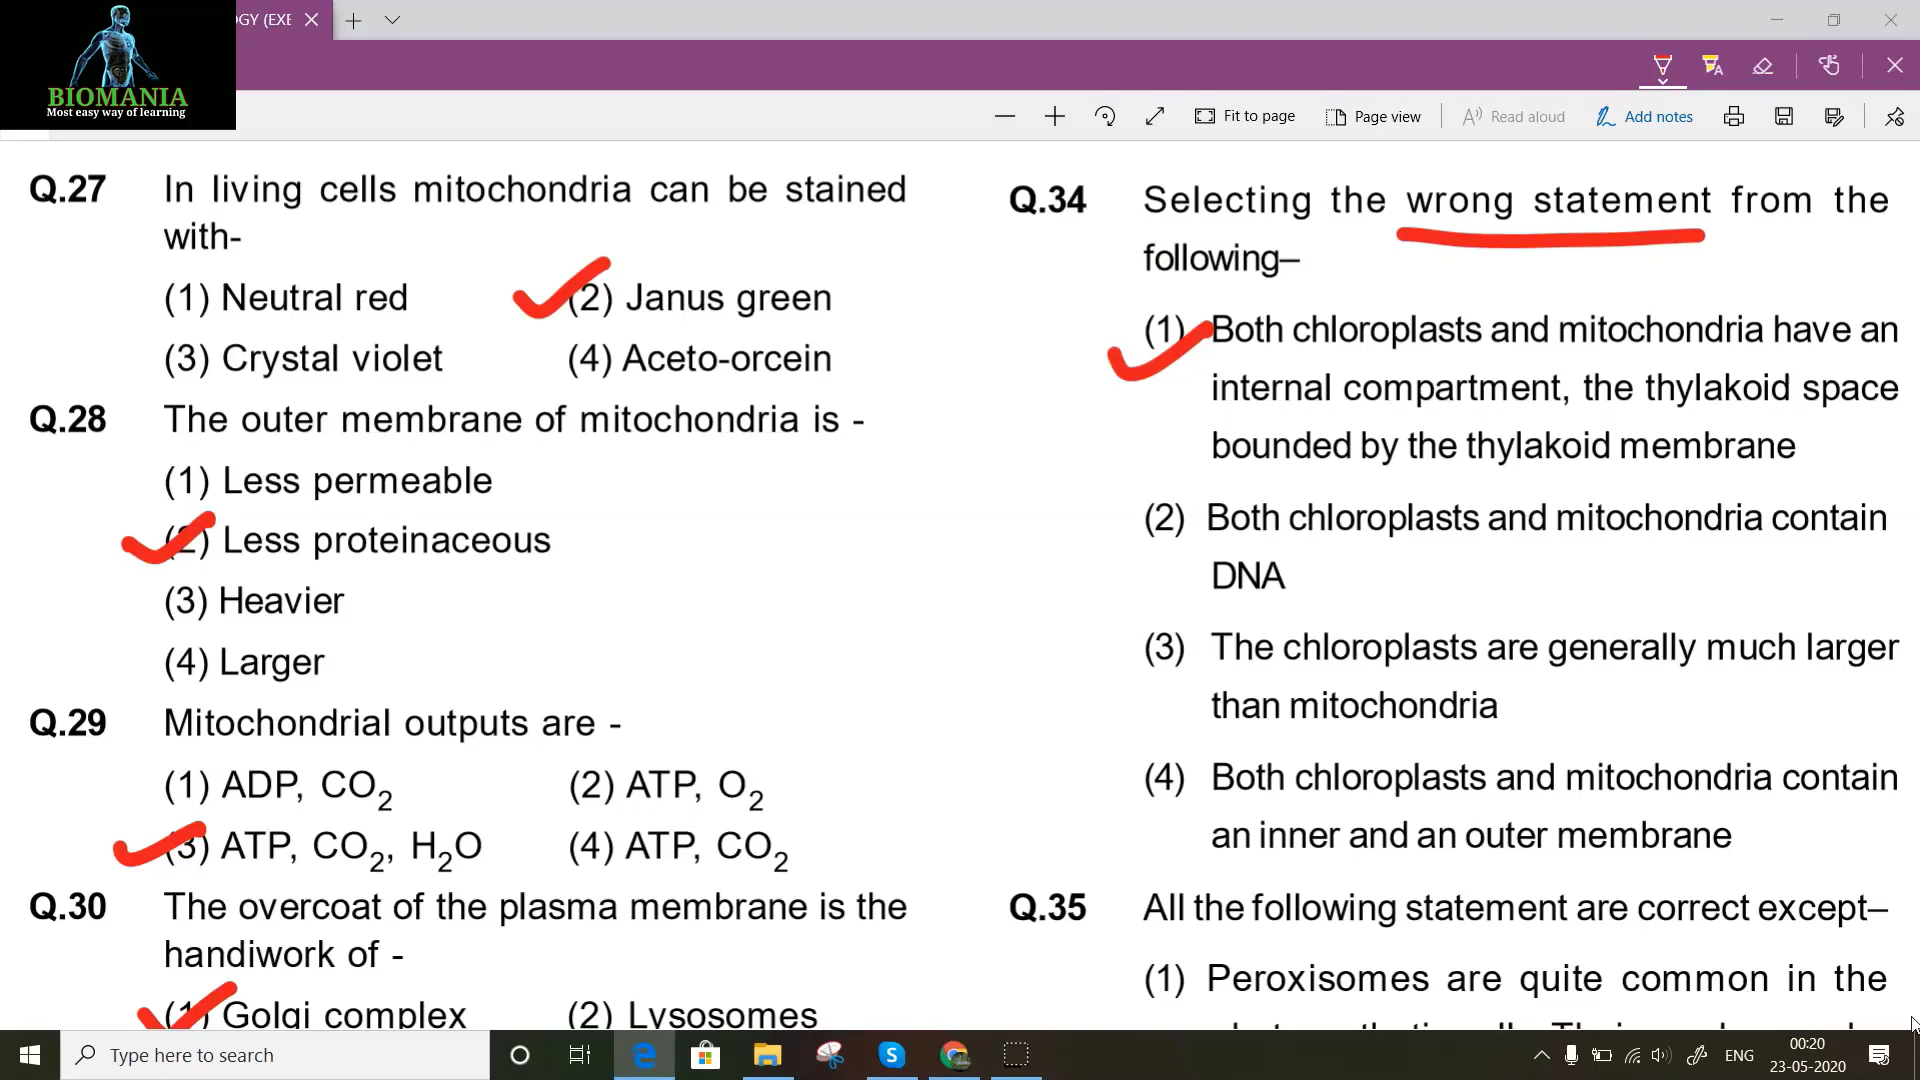 OGY (EXE
BIOMANIA
Most easy way of learning
Fit to page
Page view
Read aloud
Add notes
Q.27 In living cells mitochondria can be stained
with-
(1) Neutral red (2) Janus green
(3) Crystal violet (4) Aceto-orcein
Q.28 The outer membrane of mitochondria is -
(1) Less permeable
(2) Less proteinaceous
(3) Heavier
(4) Larger
Q.29 Mitochondrial outputs are -
(1) ADP, CO₂ (2) ATP, O₂
(3) ATP, CO₂, H₂O (4) ATP, CO₂
Q.30 The overcoat of the plasma membrane is the
handiwork of -
(1) Golgi complex (2) Lysosomes
Q.34 Selecting the wrong statement from the
following–
(1) Both chloroplasts and mitochondria have an
internal compartment, the thylakoid space
bounded by the thylakoid membrane
(2) Both chloroplasts and mitochondria contain
DNA
(3) The chloroplasts are generally much larger
than mitochondria
(4) Both chloroplasts and mitochondria contain
an inner and an outer membrane
Q.35 All the following statement are correct except–
(1) Peroxisomes are quite common in the
Type here to search
ENG
00:20
23-05-2020